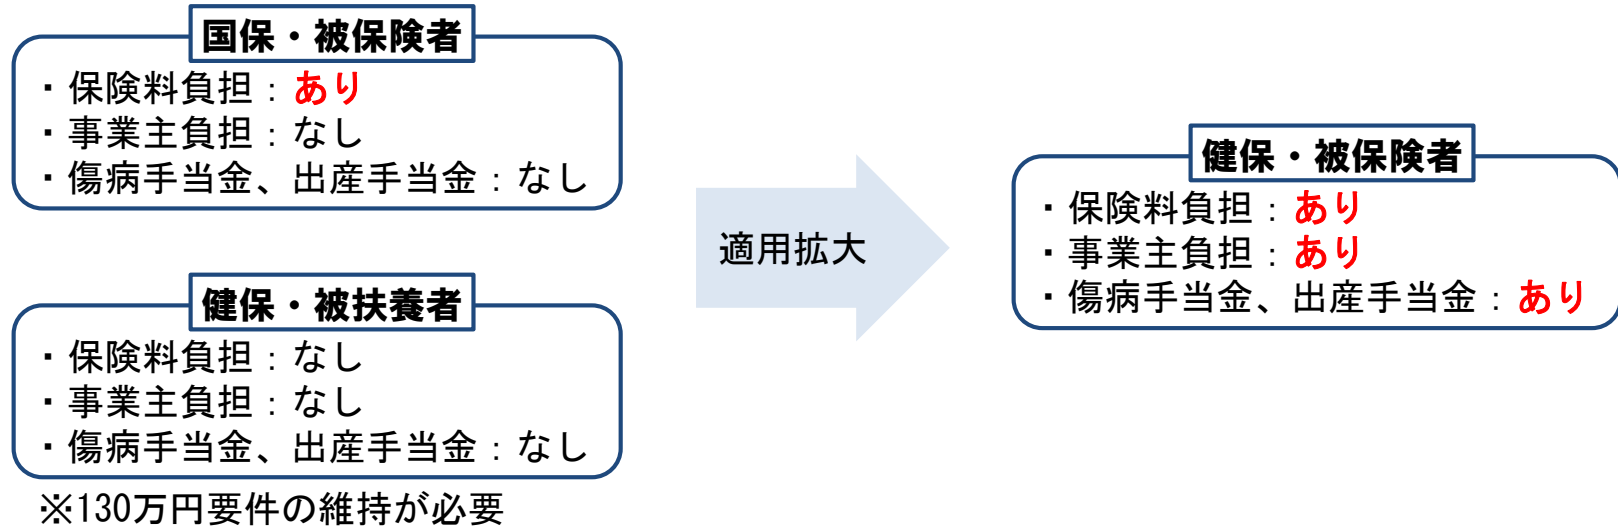 国保・被保険者
・保険料負担：あり
・事業主負担：なし
・傷病手当金、出産手当金：なし
健保・被扶養者
・保険料負担：なし
・事業主負担：なし
・傷病手当金、出産手当金：なし
※130万円要件の維持が必要
適用拡大
健保・被保険者
・保険料負担：あり
・事業主負担：あり
・傷病手当金、出産手当金：あり